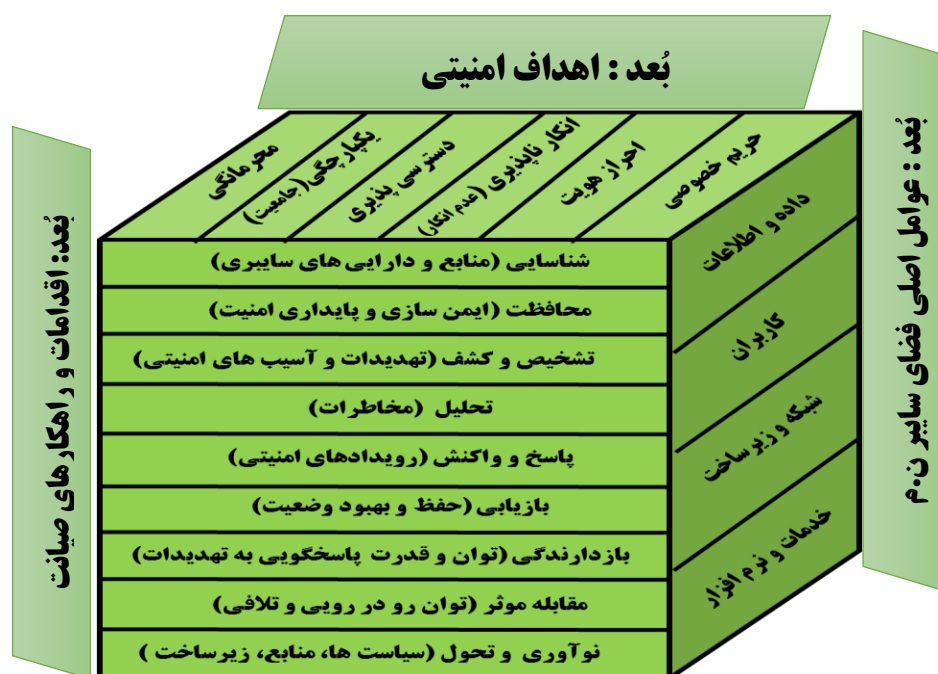 بُعد : اهداف امنیتی
بُعد : عوامل اصلی فضای سایبر ن.م
بُعد: اقدامات و راهکارهای صیانت
حریم خصوصی
احراز هویت
انکار ناپذیری (عدم انکار)
دسترسی پذیری
یکپارچگی(جامعیت)
محرمانگی
داده و اطلاعات
کاربران
شبکه و زیرساخت
خدمات و نرم افزار
شناسایی (منابع و دارایی های سایبری)
محافظت (ایمن سازی و پایداری امنیت)
تشخیص و کشف (تهدیدات و آسیب های امنیتی)
تحلیل (مخاطرات)
پاسخ و واکنش (رویدادهای امنیتی)
بازیابی (حفظ و بهبود وضعیت)
بازدارندگی (توان و قدرت پاسخگویی به تهدیدات)
مقابله موثر (توان رو در رویی و تلافی)
نوآوری و تحول (سیاست ها، منابع، زیرساخت )